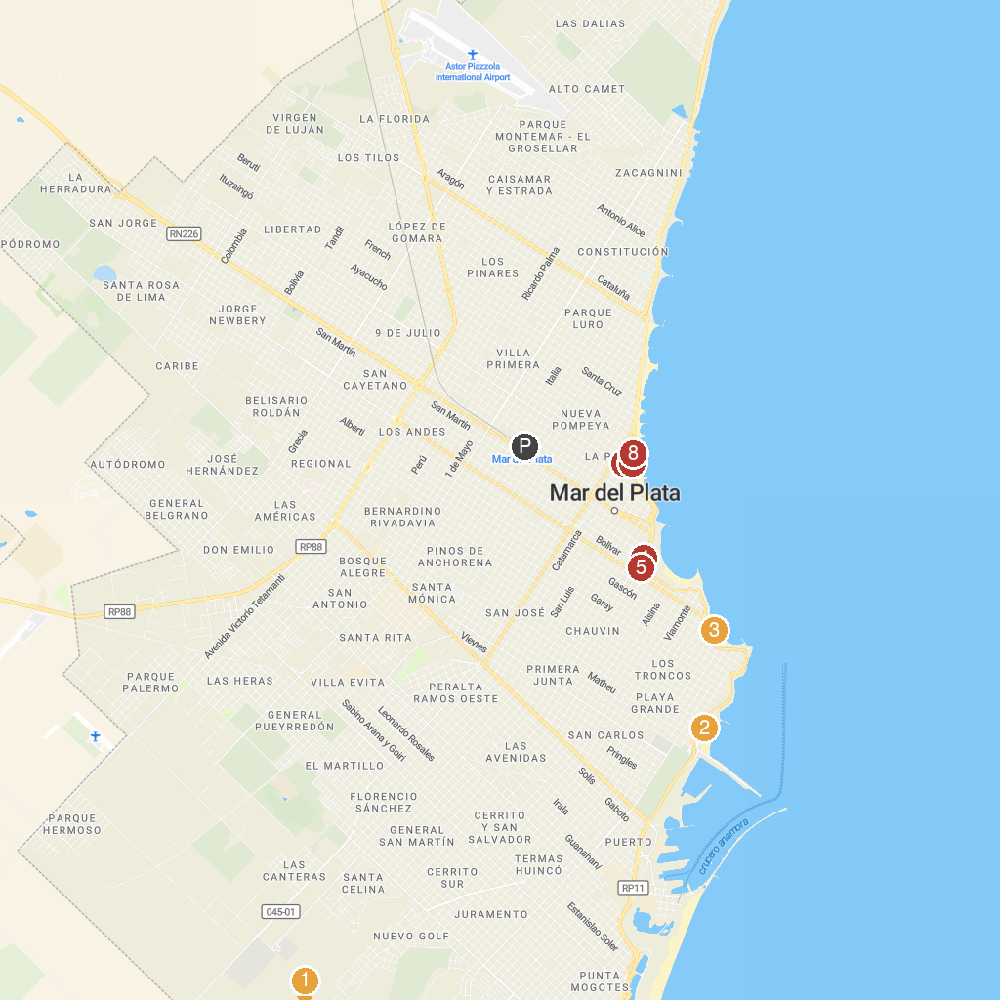 LAS DALIAS
Ástor Piazzola
International Airport
ALTO CAMET
VIRGEN
DE LUJÁN
LA FLORIDA
PARQUE
MONTEMAR - EL
GROSELLAR
LOS TILOS
Beruti
ZACAGNINI
LA
HERRADURA
Ituzaingó
Aragón
CAISAMAR
Y ESTRADA
SAN JORGE
RN226
Colombia
LIBERTAD
Tandil
LÓPEZ DE
GOMARA
Antonio Alice
PÓDROMO
French
CONSTITUCIÓN
LOS
PINARES
Ricardo Palma
SANTA ROSA
DE LIMA
Bolivia
Ayacucho
Cataluña
JORGE
NEWBERY
PARQUE
LURO
San Martín
9 DE JULIO
CARIBE
VILLA
PRIMERA
SAN
CAYETANO
Italia
Santa Cruz
BELISARIO
ROLDÁN
San Martín
NUEVA
POMPEYA
Alberti
LOS ANDES
Grecia
P
8
AUTÓDROMO
JOSÉ
HERNÁNDEZ
REGIONAL
Perú
1 de Mayo
Mar del Plata
LA P
Mar del Plata
GENERAL
BELGRANO
LAS
AMÉRICAS
BERNARDINO
RIVADAVIA
DON EMILIO
RP88
BOSQUE
ALEGRE
PINOS DE
ANCHORENA
Catamarca
Bolívar
5
SAN
ANTONIO
SANTA
MÓNICA
San Luis
Gascón
Garay
RP88
Avenida Victorio Tetamanti
SAN JOSÉ
Alsina
Viamonte
3
SANTA RITA
Vieytes
CHAUVIN
PARQUE
PALERMO
LAS HERAS
VILLA EVITA
PERALTA
RAMOS OESTE
PRIMERA
JUNTA
Matheu
LOS
TRONCOS
PLAYA
GRANDE
GENERAL
PUEYRREDÓN
Sabino Arana y Goiri
Leonardo Rosales
SAN CARLOS
2
LAS
AVENIDAS
Pringles
EL MARTILLO
Solís
FLORENCIO
SÁNCHEZ
Irala
Gaboto
PARQUE
HERMOSO
GENERAL
SAN MARTÍN
CERRITO
Y SAN
SALVADOR
PUERTO
Guanahaní
crucero anamora
LAS
CANTERAS
SANTA
CELINA
CERRITO
SUR
TERMAS
HUINCÓ
RP11
045-01
JURAMENTO
Estanislao Soler
NUEVO GOLF
1
PUNTA
MOGOTES